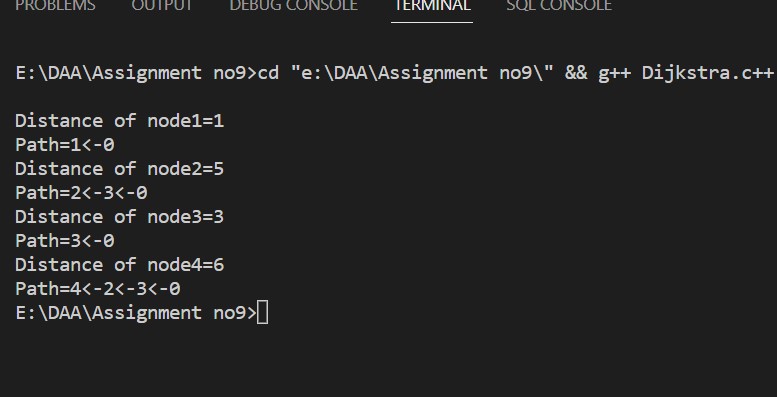 PROBLEMS OUTPUT DEBUG CONSOLE TERMINAL SQL CONSOLE
E:\DAA\Assignment no9>cd "e:\DAA\Assignment no9\" && g++ Dijkstra.c++
Distance of node1=1
Path=1<-0
Distance of node2=5
Path=2<-3<-0
Distance of node3=3
Path=3<-0
Distance of node4=6
Path=4<-2<-3<-0
E:\DAA\Assignment no9>